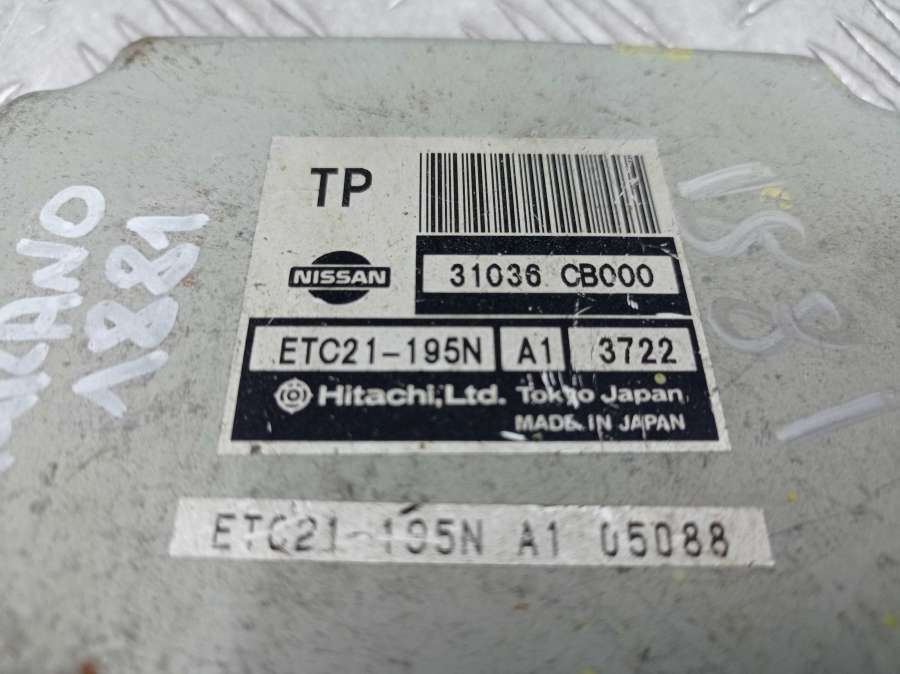 TP
NISSAN
31036 CB000
ETC21-195N A1 3722
Hitachi, Ltd. Tokyo Japan
MADE IN JAPAN
ETC21-195N A1 05088
1881